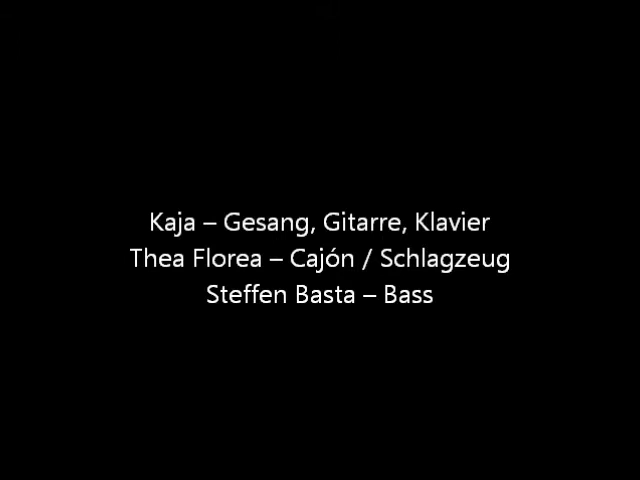 Kaja – Gesang, Gitarre, Klavier
Thea Florea – Cajón / Schlagzeug
Steffen Basta – Bass